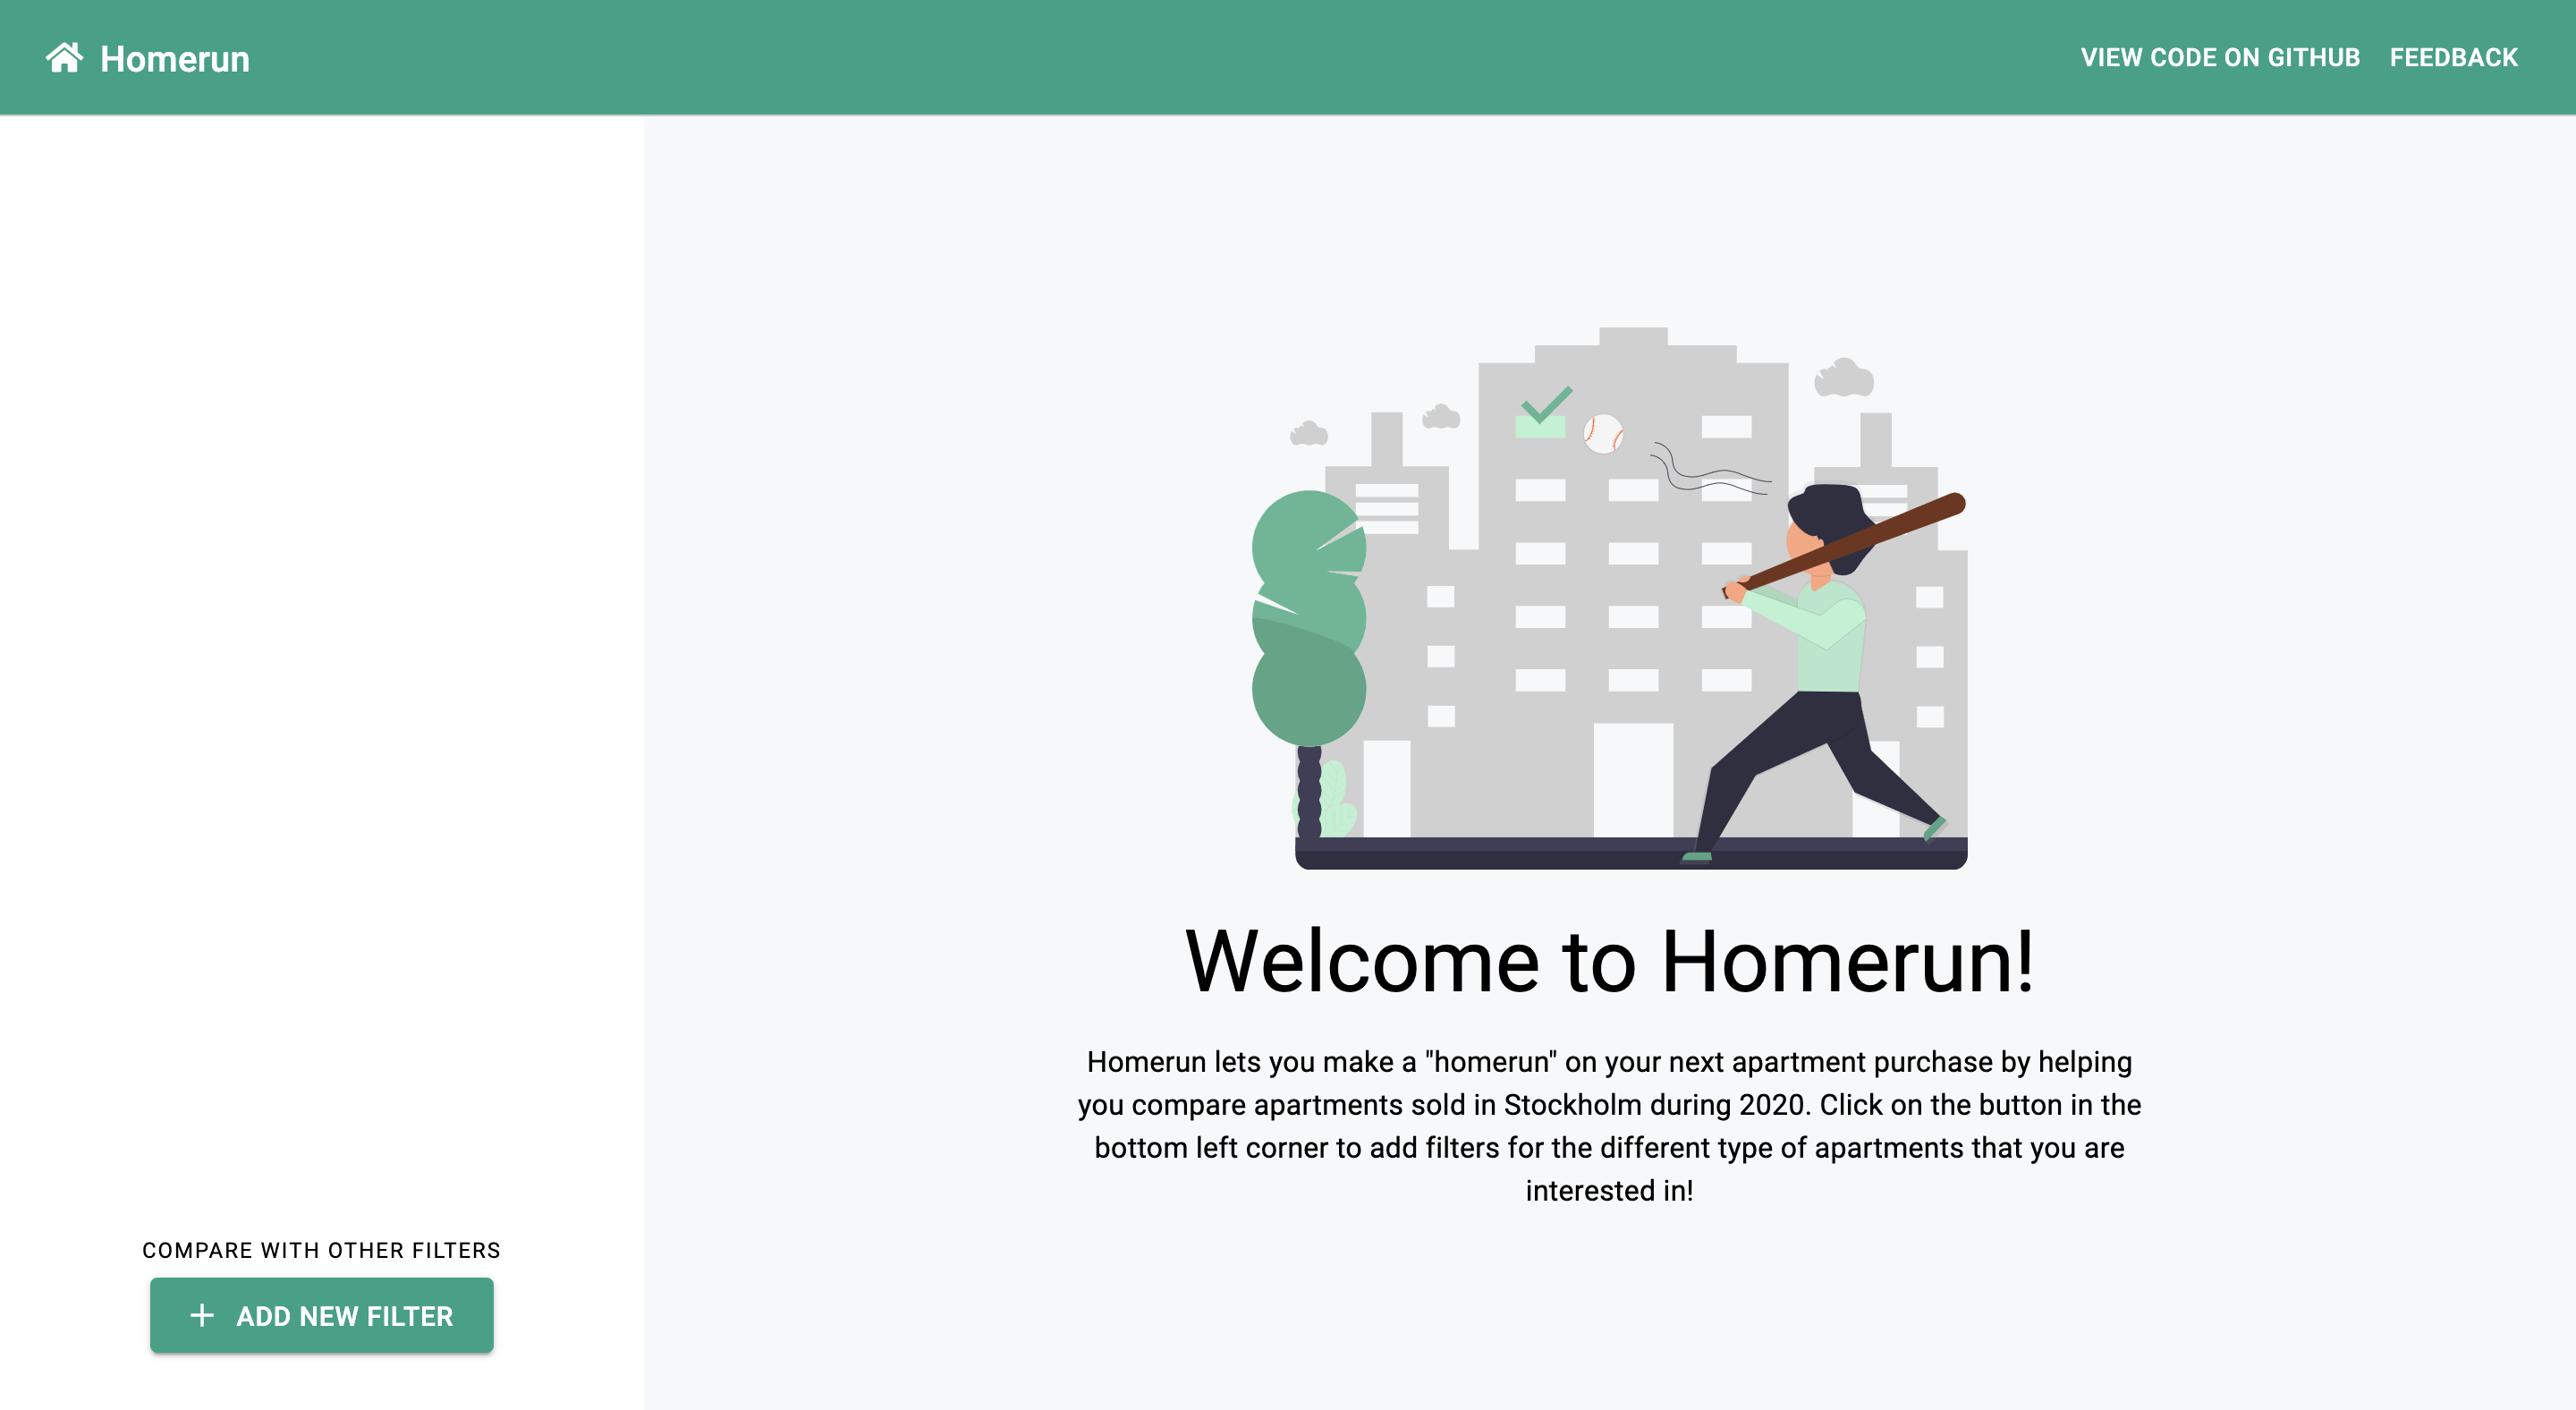 Homerun
VIEW CODE ON GITHUB
FEEDBACK
Welcome to Homerun!
Homerun lets you make a "homerun" on your next apartment purchase by helping
you compare apartments sold in Stockholm during 2020. Click on the button in the
bottom left corner to add filters for the different type of apartments that you are
interested in!
COMPARE WITH OTHER FILTERS
ADD NEW FILTER